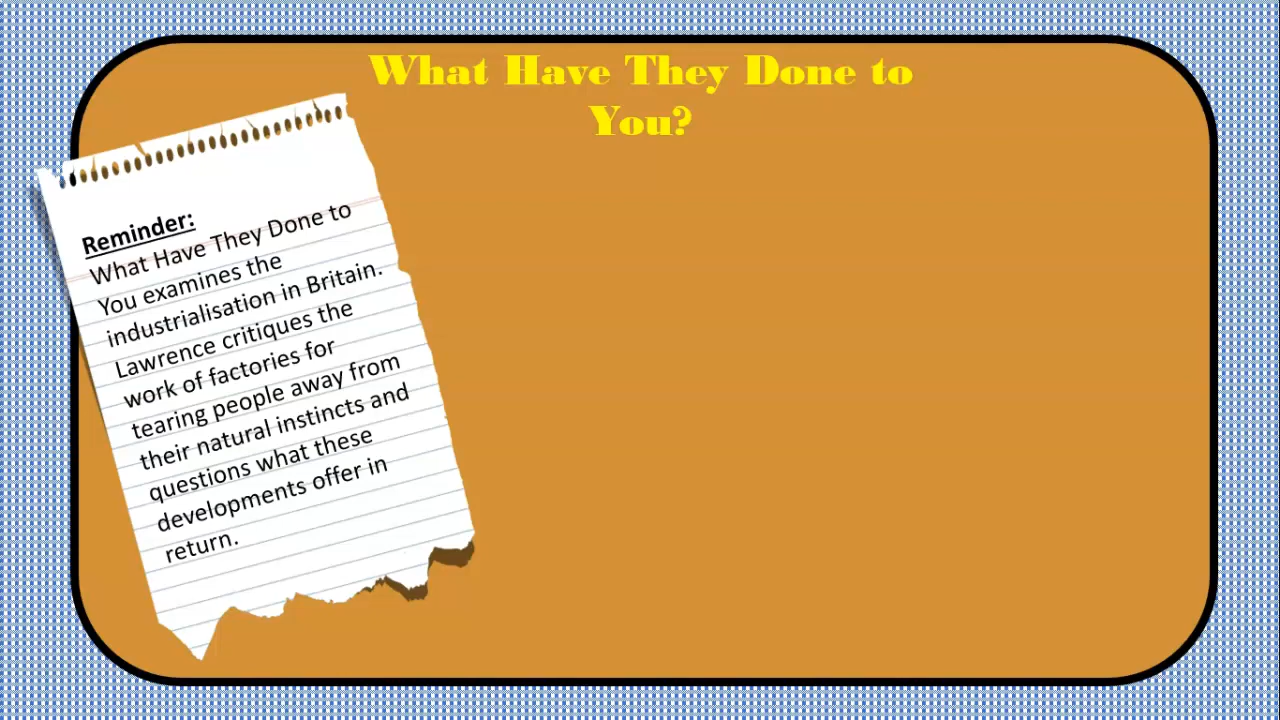 What Have They Done to
You?
Reminder:
What Have They Done to
You examines the
industrialisation in Britain.
Lawrence critiques the
work of factories for
tearing people away from
their natural instincts and
questions what these
developments offer in
return.